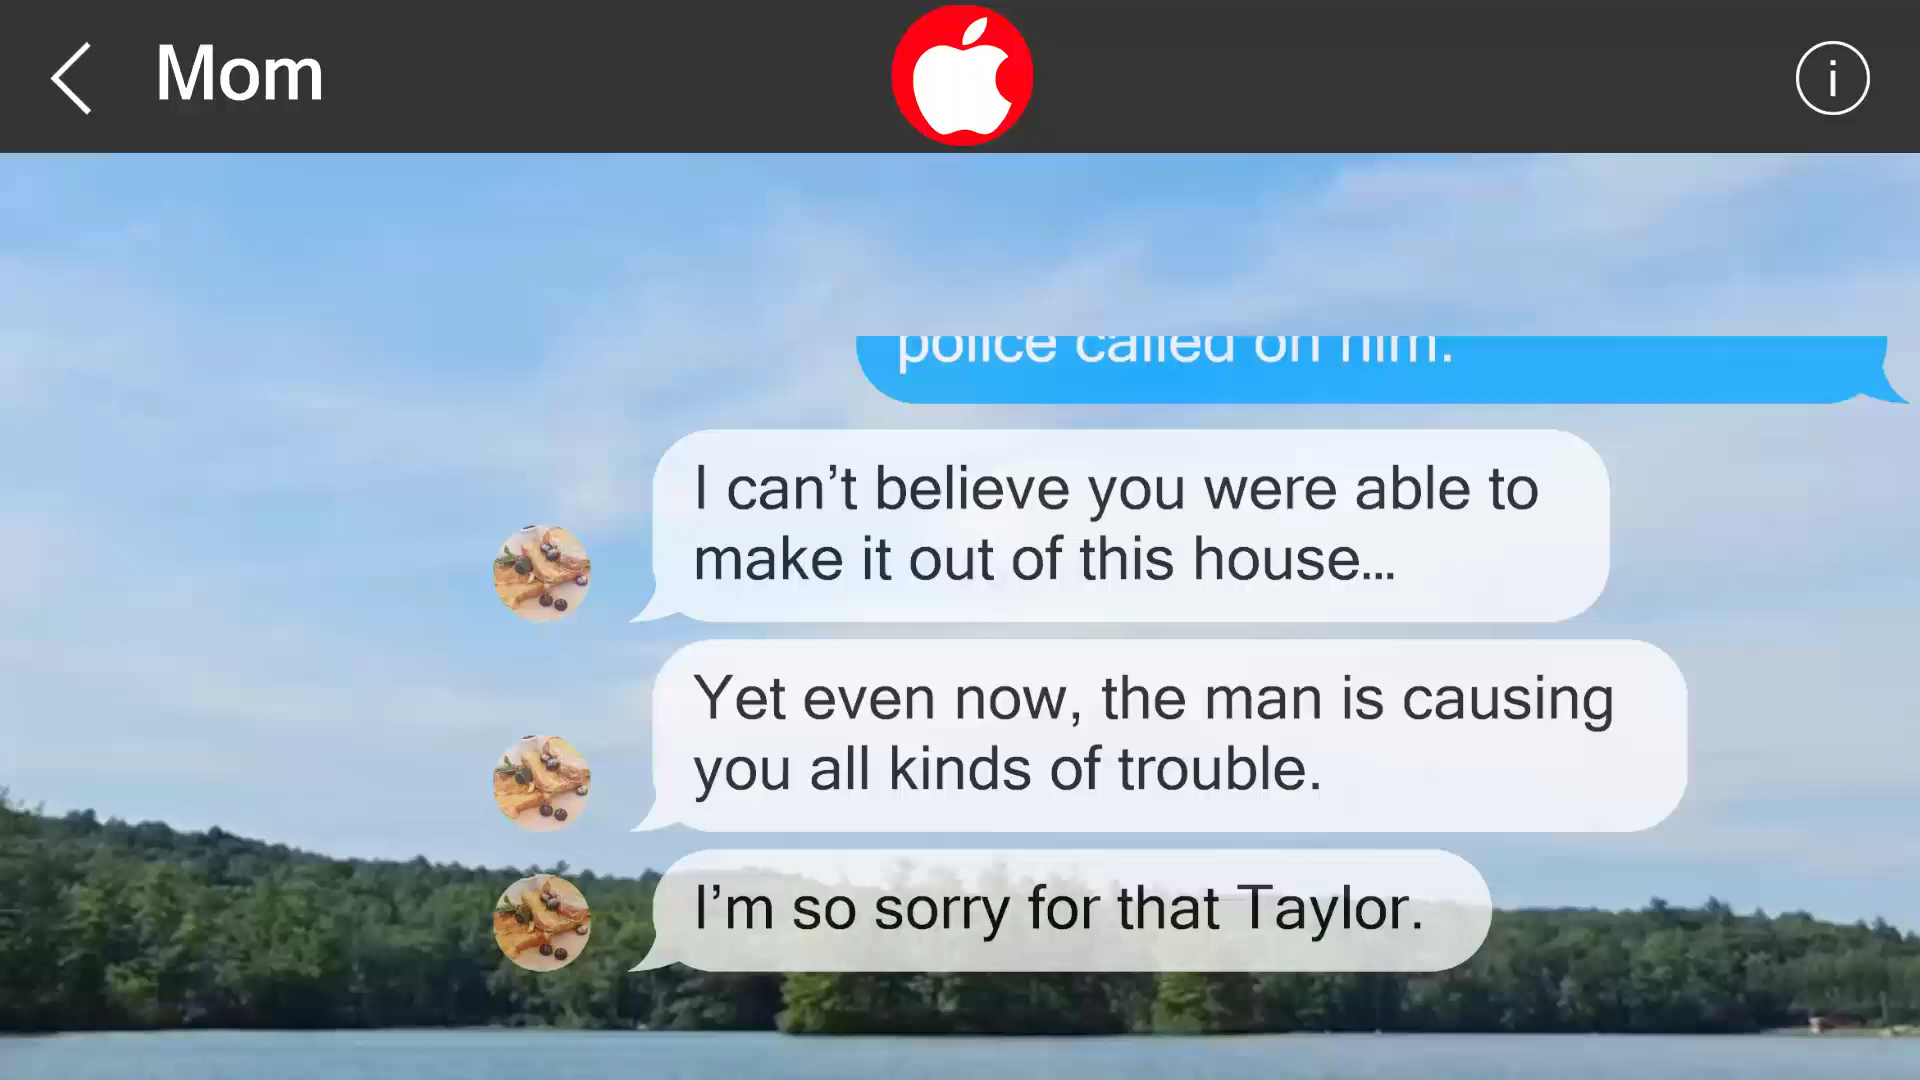 Mom
i
police called on him.
I can’t believe you were able to
make it out of this house...
Yet even now, the man is causing
you all kinds of trouble.
I’m so sorry for that Taylor.